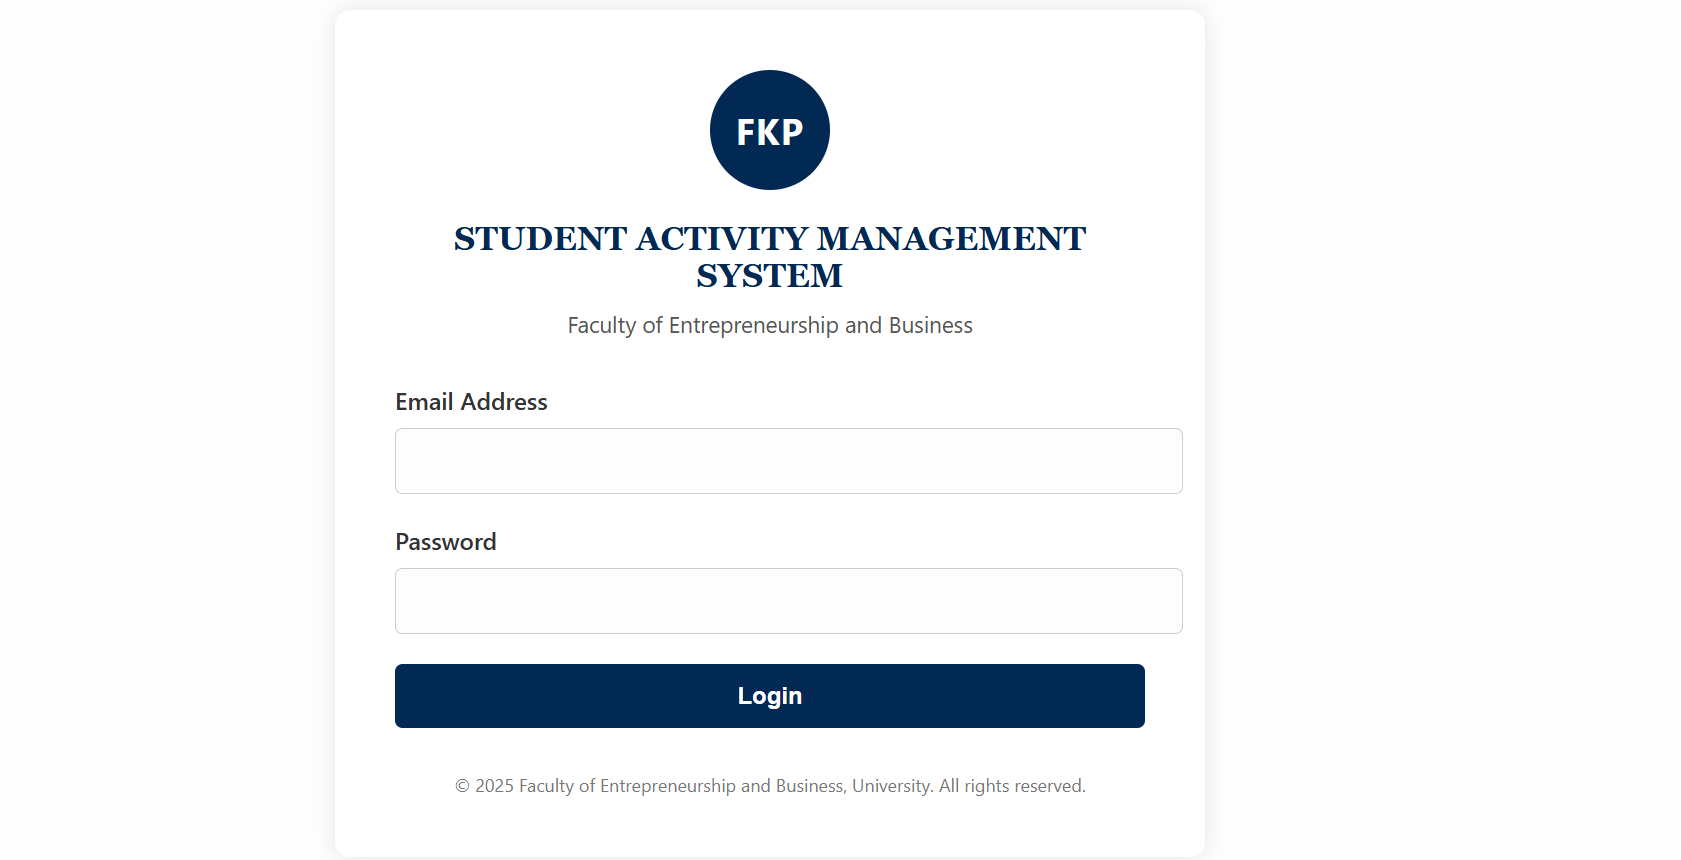 FKP
STUDENT ACTIVITY MANAGEMENT
SYSTEM
Faculty of Entrepreneurship and Business
Email Address
Password
Login
© 2025 Faculty of Entrepreneurship and Business, University. All rights reserved.